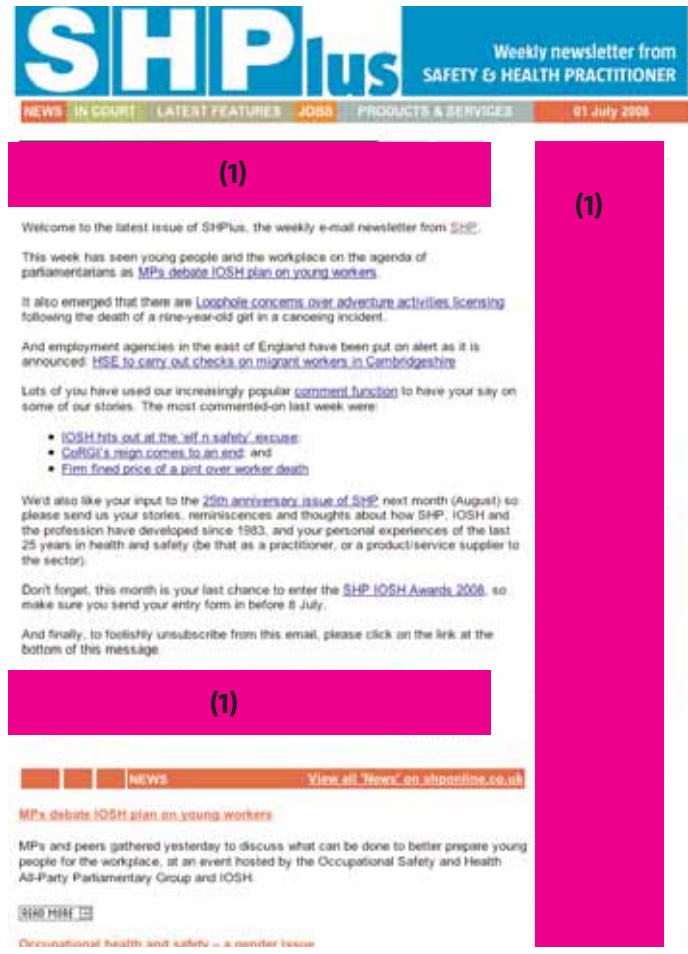 SHPlus
Weekly newsletter from
SAFETY & HEALTH PRACTITIONER
NEWS IN COURT LATEST FEATURES JOBS PRODUCTS & SERVICES 01 July 2008
(1)
(1)
Welcome to the latest issue of SHPlus, the weekly e-mail newsletter from SHP.
This week has seen young people and the workplace on the agenda of
parliamentarians as MPs debate IOSH plan on young workers.
It also emerged that there are Loophole concerns over adventure activities licensing
following the death of a nine-year-old girl in a canoeing incident.
And employment agencies in the east of England have been put on alert as it is
announced: HSE to carry out checks on migrant workers in Cambridgeshire
Lots of you have used our increasingly popular comment function to have your say on
some of our stories. The most commented-on last week were:
• IOSH hits out at the 'elf n safety' excuse;
• CoRGI's reign comes to an end; and
• Firm fined price of a pint over worker death
We'd also like your input to the 25th anniversary issue of SHP next month (August) so
please send us your stories, reminiscences and thoughts about how SHP, IOSH and
the profession have developed since 1983, and your personal experiences of the last
25 years in health and safety (be that as a practitioner, or a product/service supplier to
the sector).
Don't forget, this month is your last chance to enter the SHP IOSH Awards 2008, so
make sure you send your entry form in before 8 July.
And finally, to foolishly unsubscribe from this email, please click on the link at the
bottom of this message.
(1)
NEWS View all 'News' on shponline.co.uk
MPs debate IOSH plan on young workers
MPs and peers gathered yesterday to discuss what can be done to better prepare young
people for the workplace, at an event hosted by the Occupational Safety and Health
All-Party Parliamentary Group and IOSH.
READ MORE
Occupational health and safety – a gender issue